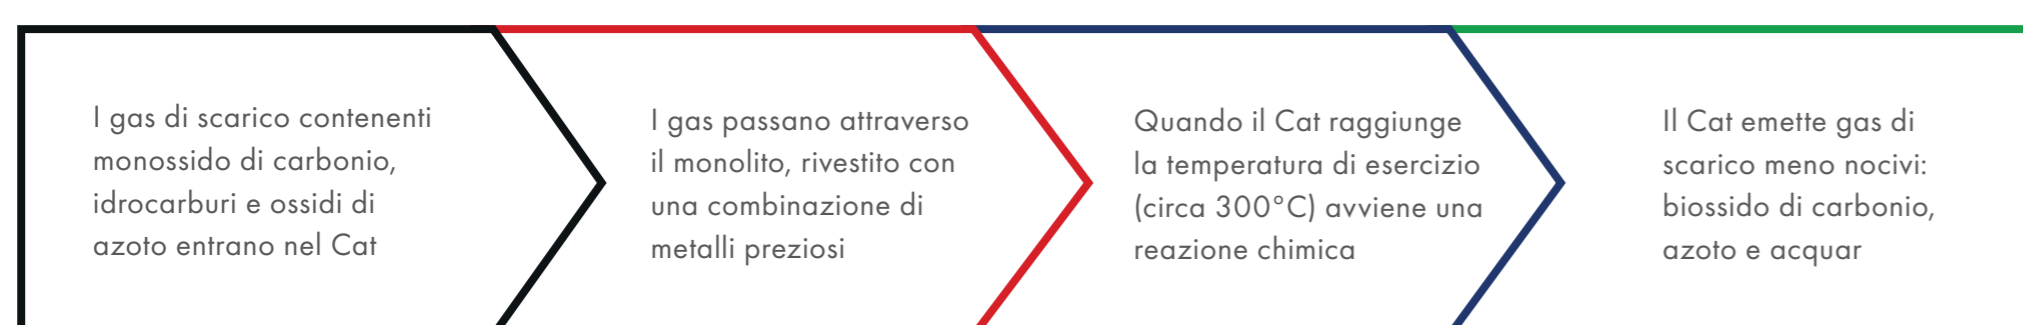 I gas di scarico contenenti
monossido di carbonio,
idrocarburi e ossidi di
azoto entrano nel Cat
I gas passano attraverso
il monolito, rivestito con
una combinazione di
metalli preziosi
Quando il Cat raggiunge
la temperatura di esercizio
(circa 300°C) avviene una
reazione chimica
Il Cat emette gas di
scarico meno nocivi:
biossido di carbonio,
azoto e acquar